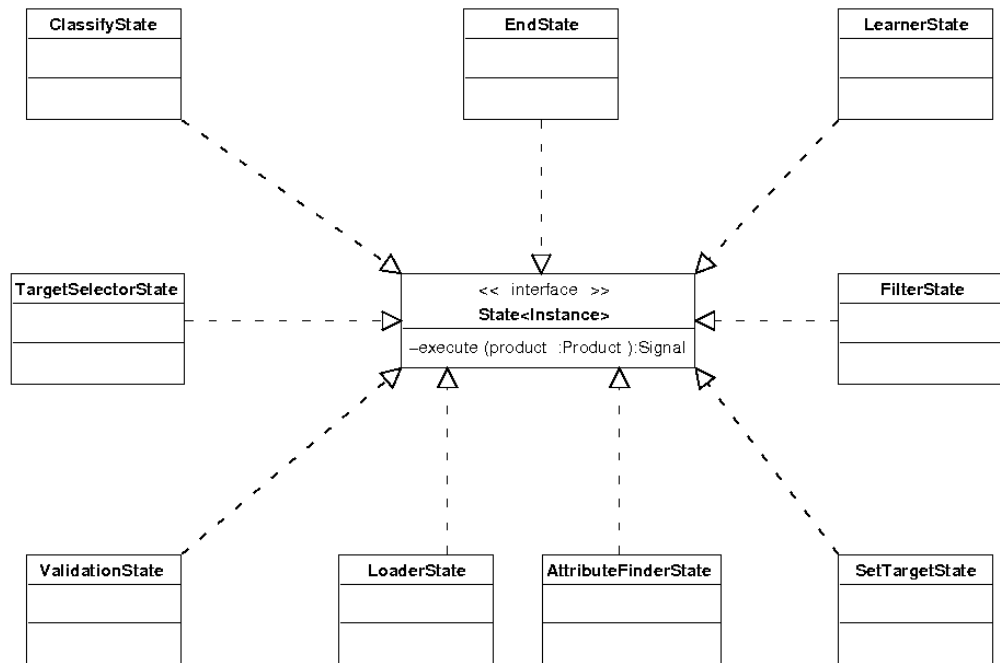 ClassifyState
EndState
LearnerState
TargetSelectorState
<< interface >>
State<Instance>
–execute (product :Product ):Signal
FilterState
ValidationState
LoaderState
AttributeFinderState
SetTargetState